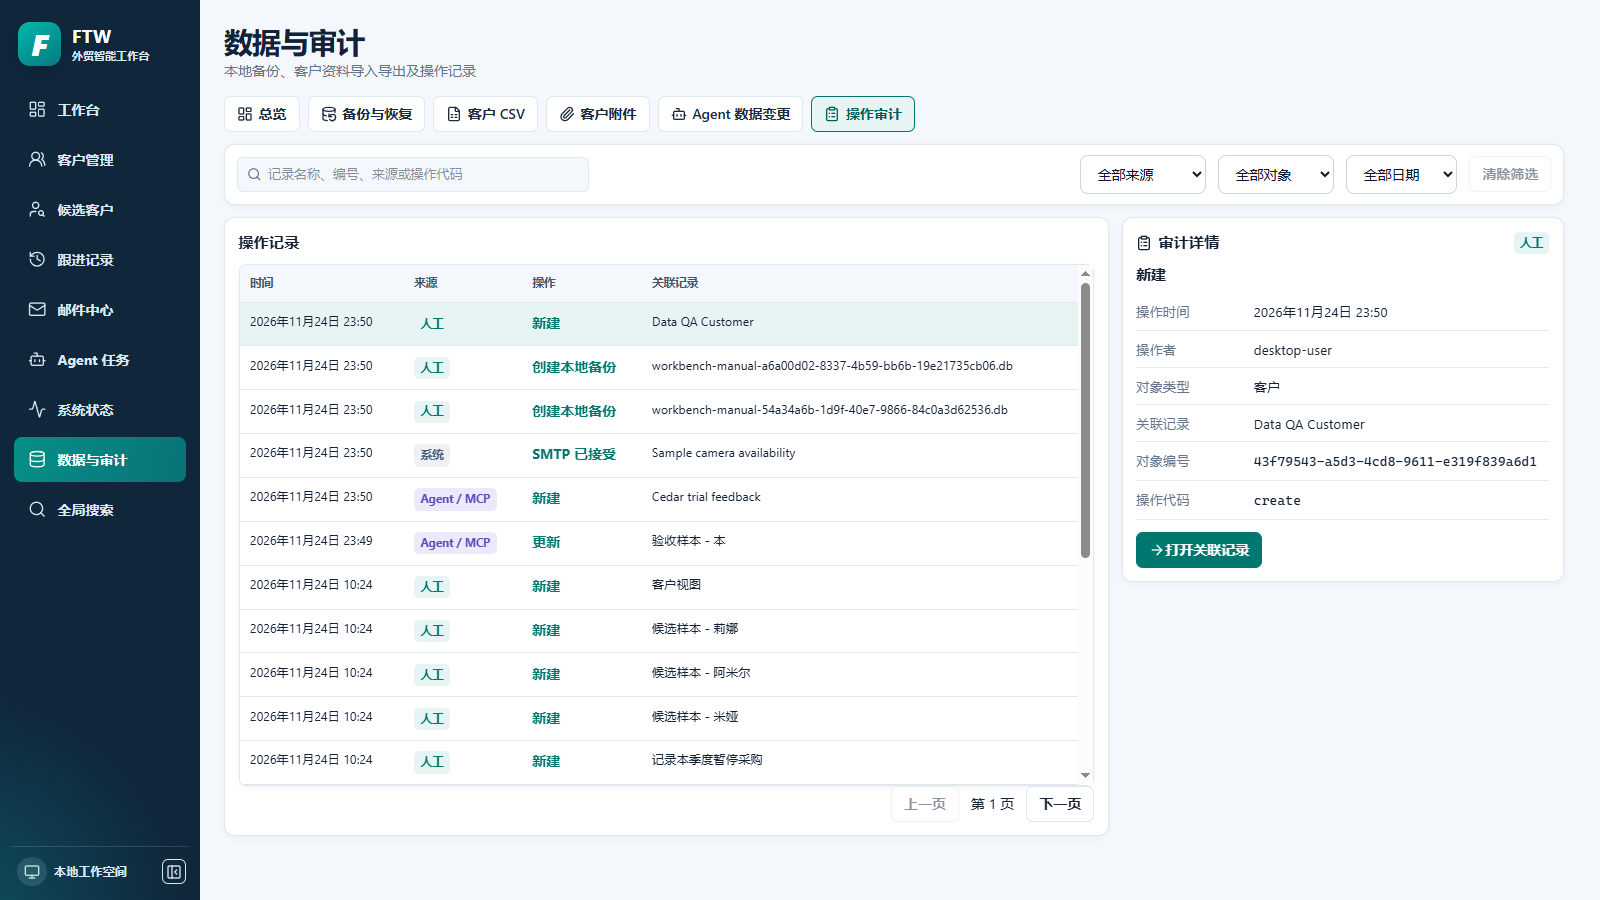 FTW
外贸智能工作台
工作台
客户管理
候选客户
跟进记录
邮件中心
Agent 任务
系统状态
数据与审计
全局搜索
本地工作空间
数据与审计
本地备份、客户资料导入导出及操作记录
总览
备份与恢复
客户 CSV
客户附件
Agent 数据变更
操作审计
记录名称、编号、来源或操作代码
全部来源
全部对象
全部日期
清除筛选
操作记录
时间 来源 操作 关联记录
2026年11月24日 23:50 人工 新建 Data QA Customer
2026年11月24日 23:50 人工 创建本地备份 workbench-manual-a6a00d02-8337-4b59-bb6b-19e21735cb06.db
2026年11月24日 23:50 人工 创建本地备份 workbench-manual-54a34a6b-1d9f-40e7-9866-84c0a3d62536.db
2026年11月24日 23:50 系统 SMTP 已接受 Sample camera availability
2026年11月24日 23:50 Agent / MCP 新建 Cedar trial feedback
2026年11月24日 23:49 Agent / MCP 更新 验收样本 - 本
2026年11月24日 10:24 人工 新建 客户视图
2026年11月24日 10:24 人工 新建 候选样本 - 莉娜
2026年11月24日 10:24 人工 新建 候选样本 - 阿米尔
2026年11月24日 10:24 人工 新建 候选样本 - 米娅
2026年11月24日 10:24 人工 新建 记录本季度暂停采购
上一页 第 1 页 下一页
审计详情 人工
新建
操作时间 2026年11月24日 23:50
操作者 desktop-user
对象类型 客户
关联记录 Data QA Customer
对象编号 43f79543-a5d3-4cd8-9611-e319f839a6d1
操作代码 create
打开关联记录